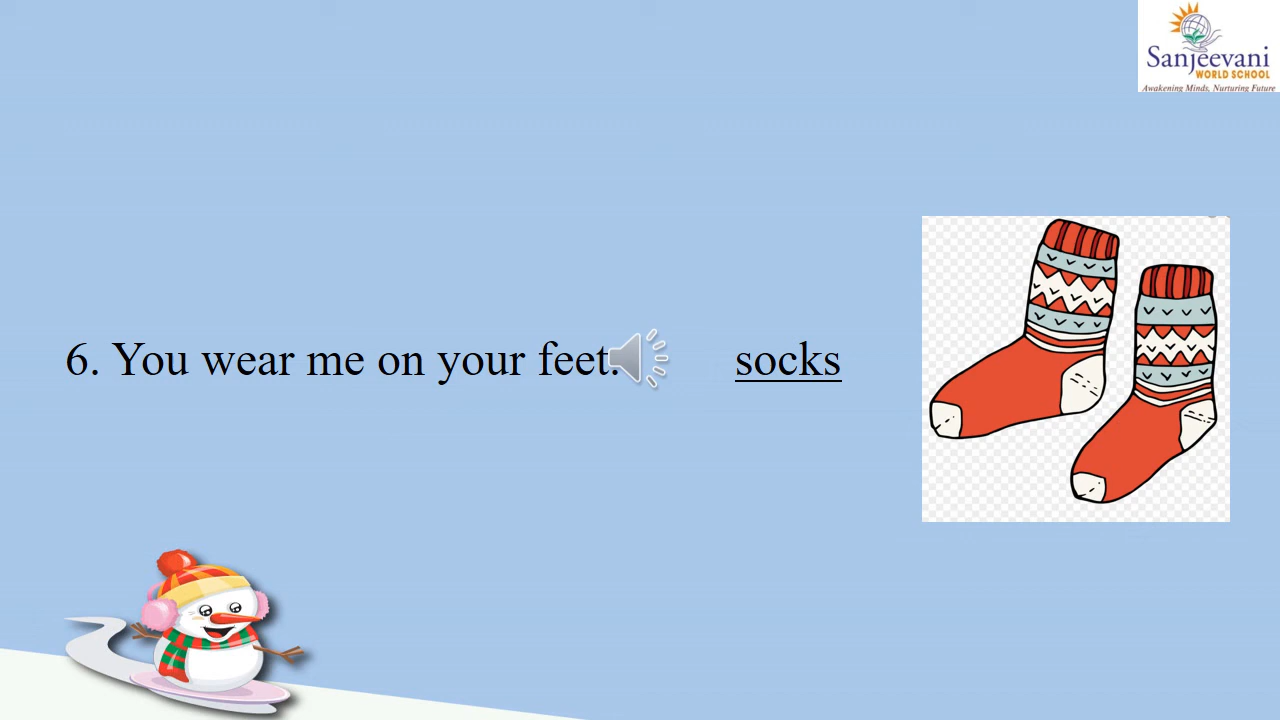 Sanjeevani
WORLD SCHOOL
Awakening Minds, Nurturing Future
6. You wear me on your feet. socks